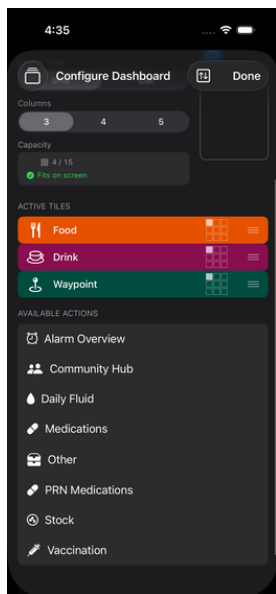 4:35
Configure Dashboard
Done
Columns
3 4 5
Capacity
4 / 15
Fits on screen
ACTIVE TILES
Food
Drink
Waypoint
AVAILABLE ACTIONS
Alarm Overview
Community Hub
Daily Fluid
Medications
Other
PRN Medications
Stock
Vaccination